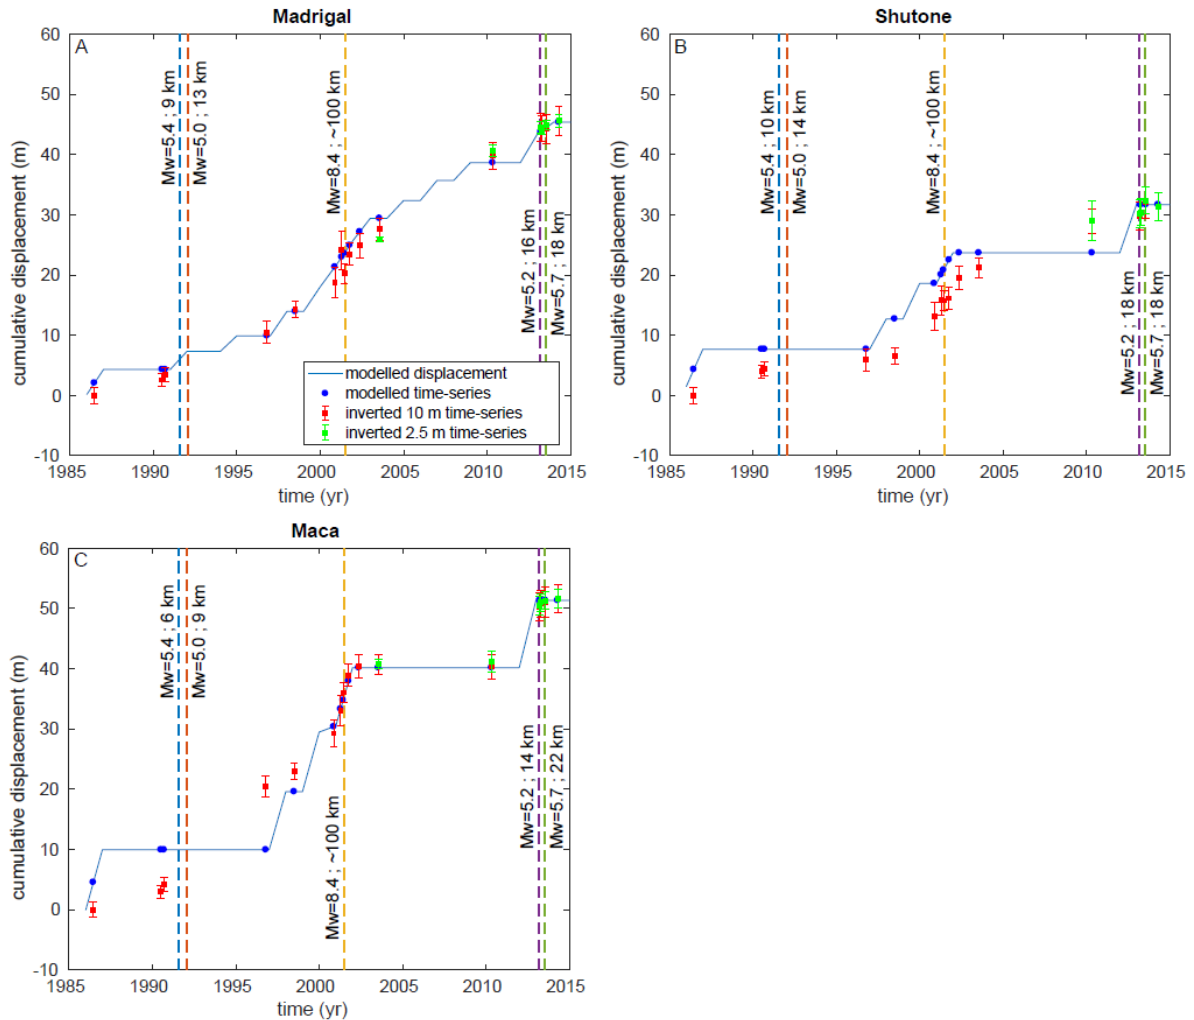 Madrigal
A
60
50
40
30
20
10
0
-10
cumulative displacement (m)
Mw=5.4 ; 9 km
Mw=5.0 ; 13 km
Mw=8.4 ; ~100 km
Mw=5.2 ; 16 km
Mw=5.7 ; 18 km
modelled displacement
modelled time-series
inverted 10 m time-series
inverted 2.5 m time-series
1985 1990 1995 2000 2005 2010 2015
time (yr)
Shutone
B
60
50
40
30
20
10
0
-10
cumulative displacement (m)
Mw=5.4 ; 10 km
Mw=5.0 ; 14 km
Mw=8.4 ; ~100 km
Mw=5.2 ; 18 km
Mw=5.7 ; 18 km
1985 1990 1995 2000 2005 2010 2015
time (yr)
Maca
C
60
50
40
30
20
10
0
-10
cumulative displacement (m)
Mw=5.4 ; 6 km
Mw=5.0 ; 9 km
Mw=8.4 ; ~100 km
Mw=5.2 ; 14 km
Mw=5.7 ; 22 km
1985 1990 1995 2000 2005 2010 2015
time (yr)